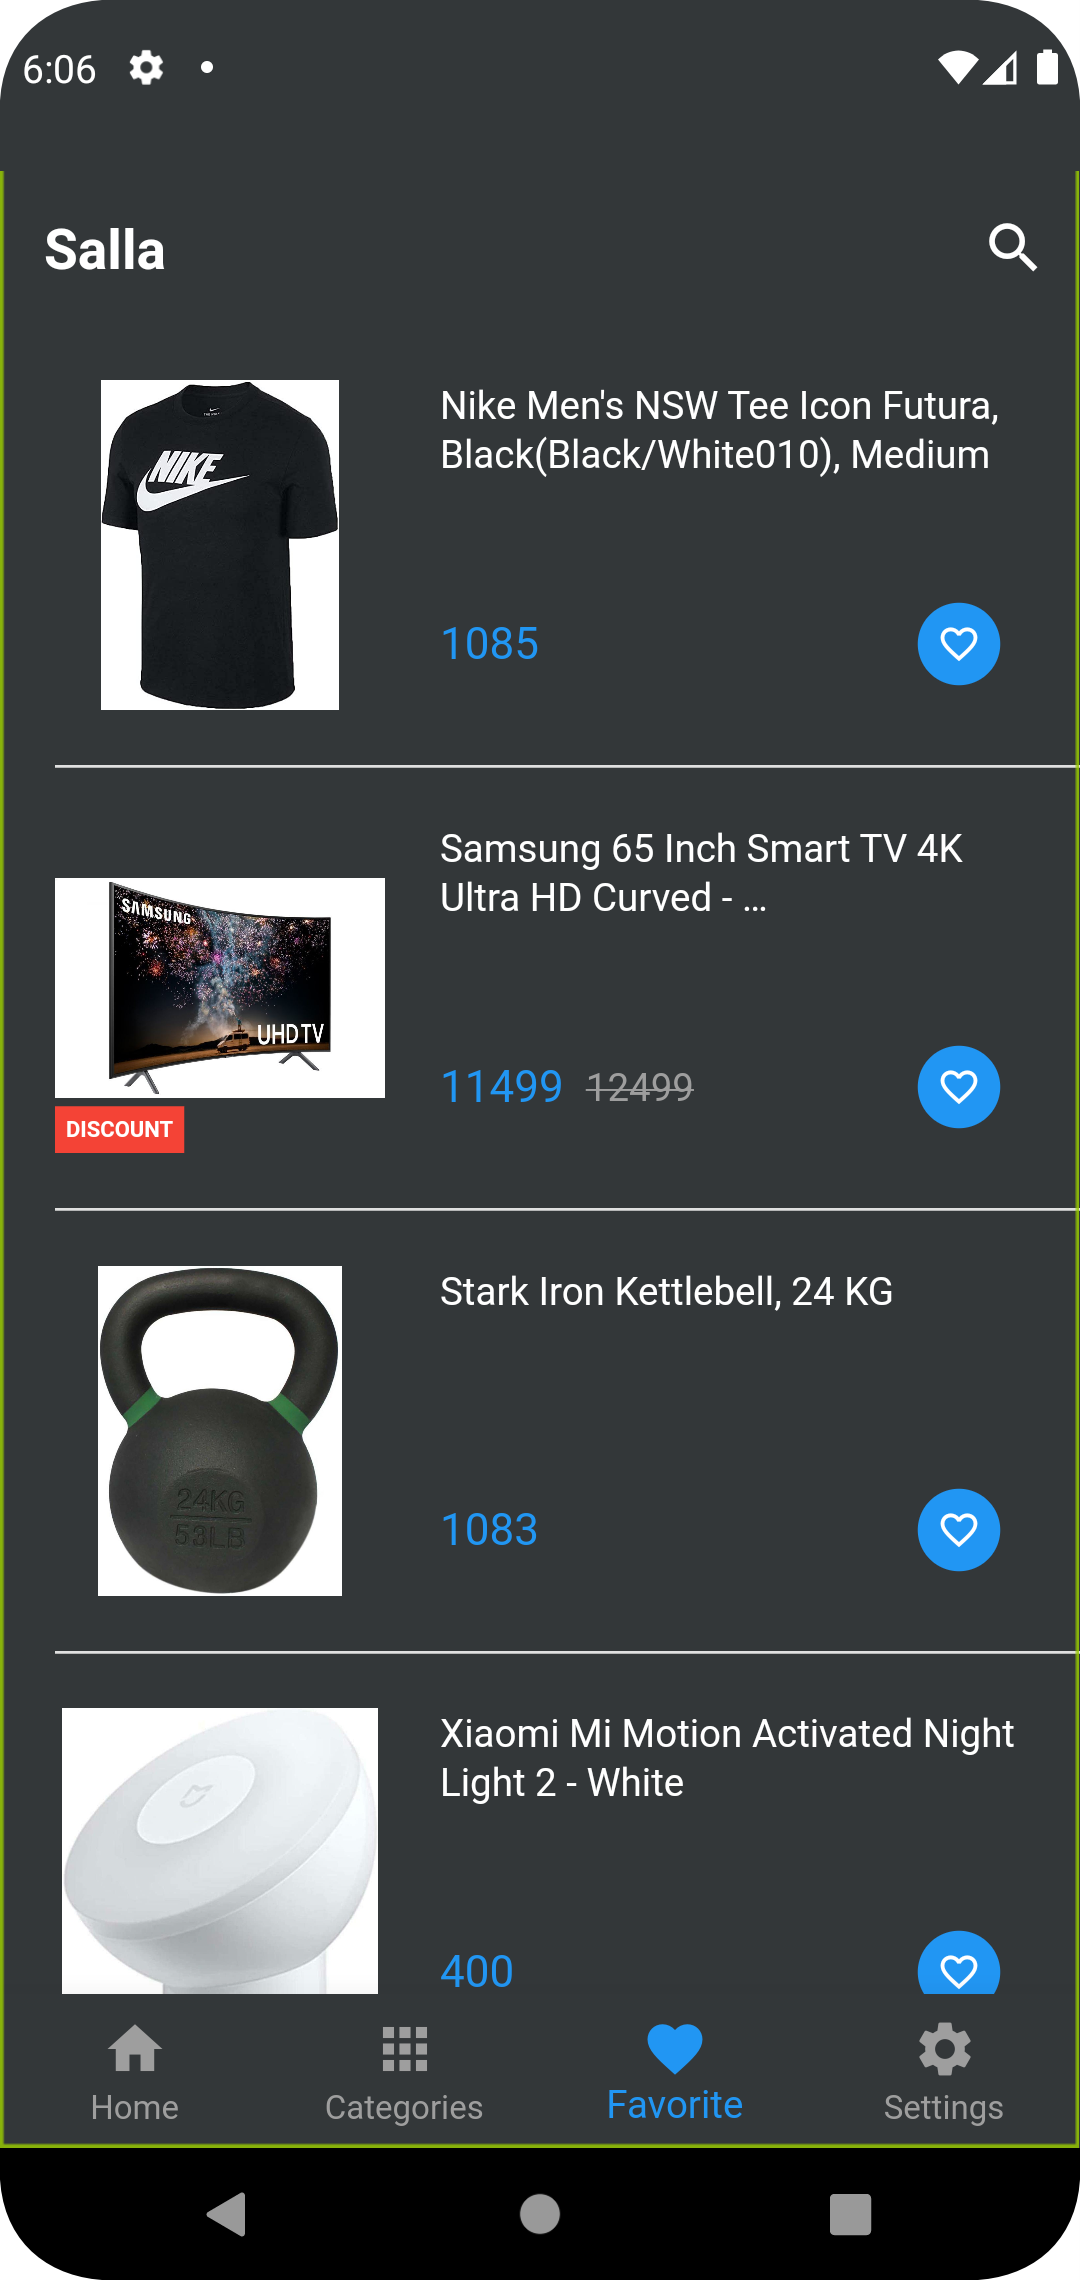 6:06
Salla
NIKE
Nike Men's NSW Tee Icon Futura,
Black(Black/White010), Medium
1085
SAMSUNG
UHD TV
DISCOUNT
Samsung 65 Inch Smart TV 4K
Ultra HD Curved - ...
11499 12499
24KG
53LB
Stark Iron Kettlebell, 24 KG
1083
Xiaomi Mi Motion Activated Night
Light 2 - White
400
Home
Categories
Favorite
Settings